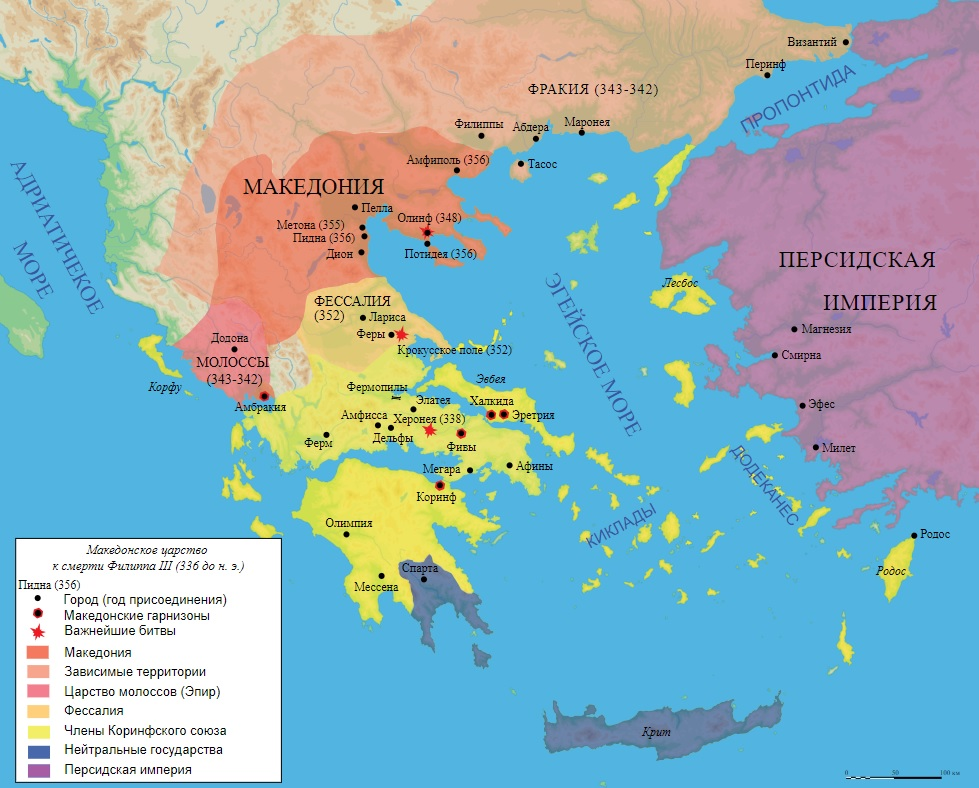 Византий
Перинф
ПРОПОНТИДА
ФРАКИЯ (343-342)
Филиппы
Абдера
Маронея
Амфиполь (356)
Тасос
АДРИАТИЧЕСКОЕ
МОРЕ
МАКЕДОНИЯ
Пелла
Метона (355)
Олинф (348)
Пидна (356)
Дион
Потидея (356)
ПЕРСИДСКАЯ
ИМПЕРИЯ
ЭГЕЙСКОЕ МОРЕ
Лесбос
ФЕССАЛИЯ
(352)
Лариса
Феры
Крокусское поле (352)
Магнезия
Смирна
Додона
МОЛОССЫ
(343-342)
Корфу
Амбракия
Фермопилы
Эвбея
Элатея
Халкида
Эретрия
Амфисса
Херонея (338)
Дельфы
Ферм
Фивы
Эфес
Милет
Мегара
Афины
Коринф
ДОДЕКАНЕС
КИКЛАДЫ
Олимпия
Родос
Родос
Спарта
Мессена
Крит
Македонское царство
к смерти Филиппа III (336 до н. э.)
Пидна (356)
Город (год присоединения)
Македонские гарнизоны
Важнейшие битвы
Македония
Зависимые территории
Царство молоссов (Эпир)
Фессалия
Члены Коринфского союза
Нейтральные государства
Персидская империя
0 50 100 км